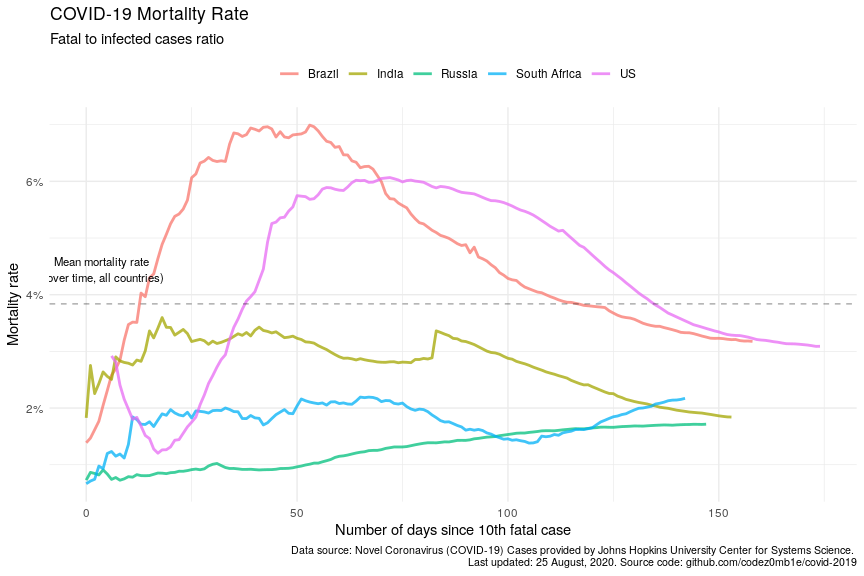 COVID-19 Mortality Rate
Fatal to infected cases ratio
Brazil India Russia South Africa US
6%
4%
2%
Mean mortality rate
over time, all countries)
Mortality rate
0 50 100 150
Number of days since 10th fatal case
Data source: Novel Coronavirus (COVID-19) Cases provided by Johns Hopkins University Center for Systems Science.
Last updated: 25 August, 2020. Source code: github.com/codez0mb1e/covid-2019